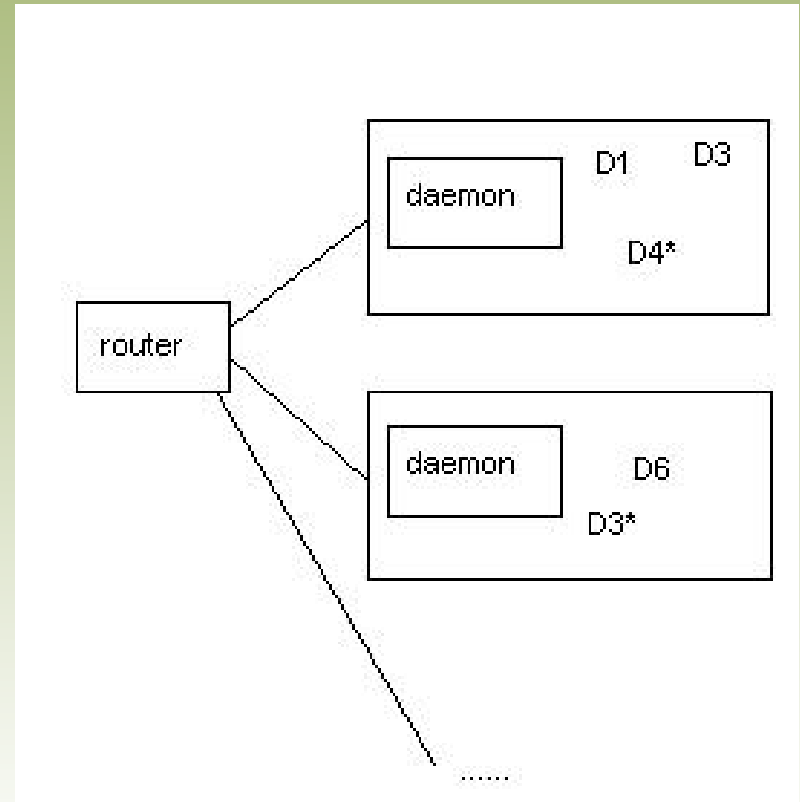 D1
D3
daemon
D4*
router
daemon
D6
D3*
......